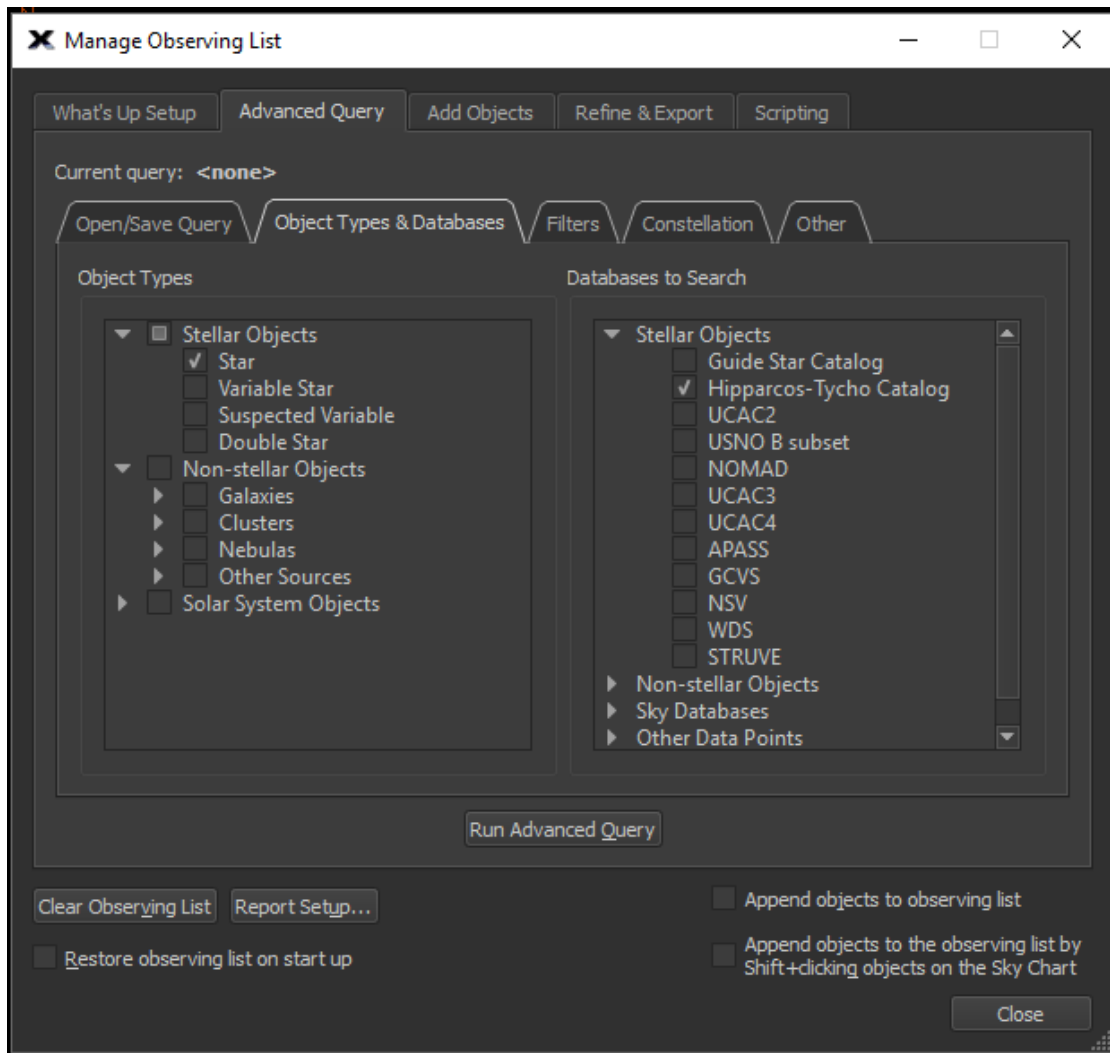 Manage Observing List
What's Up Setup
Advanced Query
Add Objects
Refine & Export
Scripting
Current query: <none>
Open/Save Query
Object Types & Databases
Filters
Constellation
Other
Object Types
Stellar Objects
Star
Variable Star
Suspected Variable
Double Star
Non-stellar Objects
Galaxies
Clusters
Nebulas
Other Sources
Solar System Objects
Databases to Search
Stellar Objects
Guide Star Catalog
Hipparcos-Tycho Catalog
UCAC2
USNO B subset
NOMAD
UCAC3
UCAC4
APASS
GCVS
NSV
WDS
STRUVE
Non-stellar Objects
Sky Databases
Other Data Points
Run Advanced Query
Clear Observing List
Report Setup...
Restore observing list on start up
Append objects to observing list
Append objects to the observing list by
Shift+clicking objects on the Sky Chart
Close